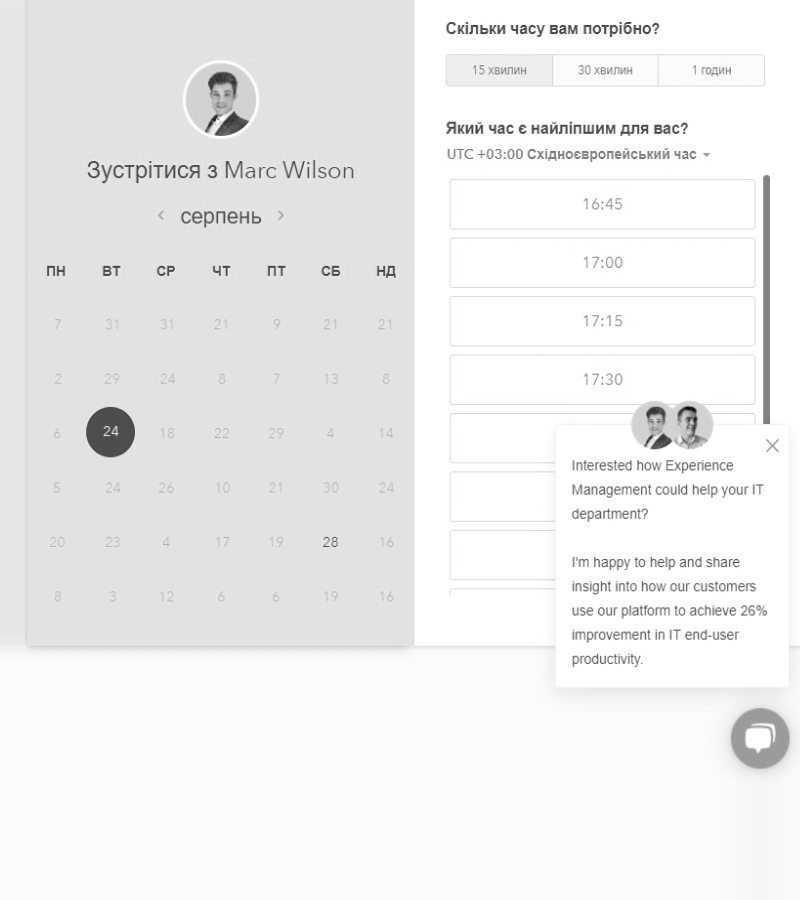 Зустрітися з Marc Wilson
серпень
ПН ВТ СР ЧТ ПТ СБ НД
7 31 31 21 9 21 21
2 29 24 8 7 13 8
6 24 18 22 29 4 14
5 24 26 10 21 30 24
20 23 4 17 19 28 16
8 3 12 6 6 19 16
Скільки часу вам потрібно?
15 хвилин 30 хвилин 1 годин
Який час є найліпшим для вас?
UTC +03:00 Східноєвропейський час
16:45
17:00
17:15
17:30
Interested how Experience
Management could help your IT
department?
I'm happy to help and share
insight into how our customers
use our platform to achieve 26%
improvement in IT end-user
productivity.